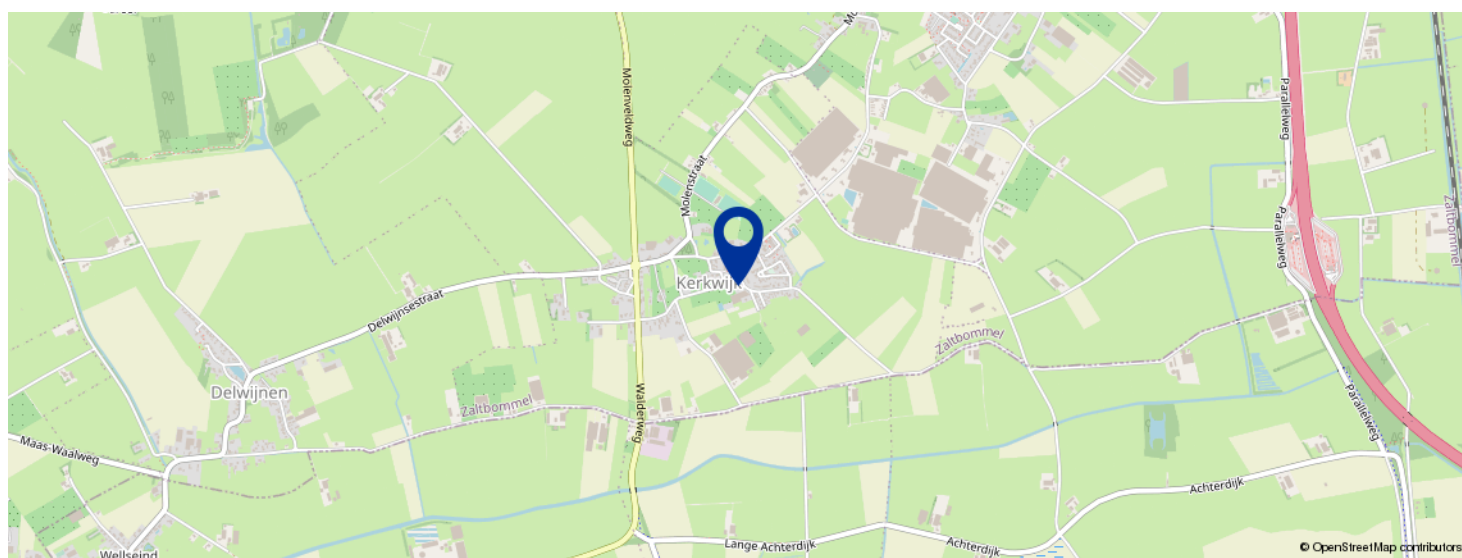 Molenveldweg
Parallelweg
Molenstraat
Zaltbommel
Parallelweg
Kerkwijk
Delwijnsestraat
Zaltbommel
Delwijnen
Zaltbommel
Walderweg
Parallelweg
Maas-Waalweg
Achterdijk
Wellseind
Lange Achterdijk
Achterdijk
© OpenStreetMap contributors